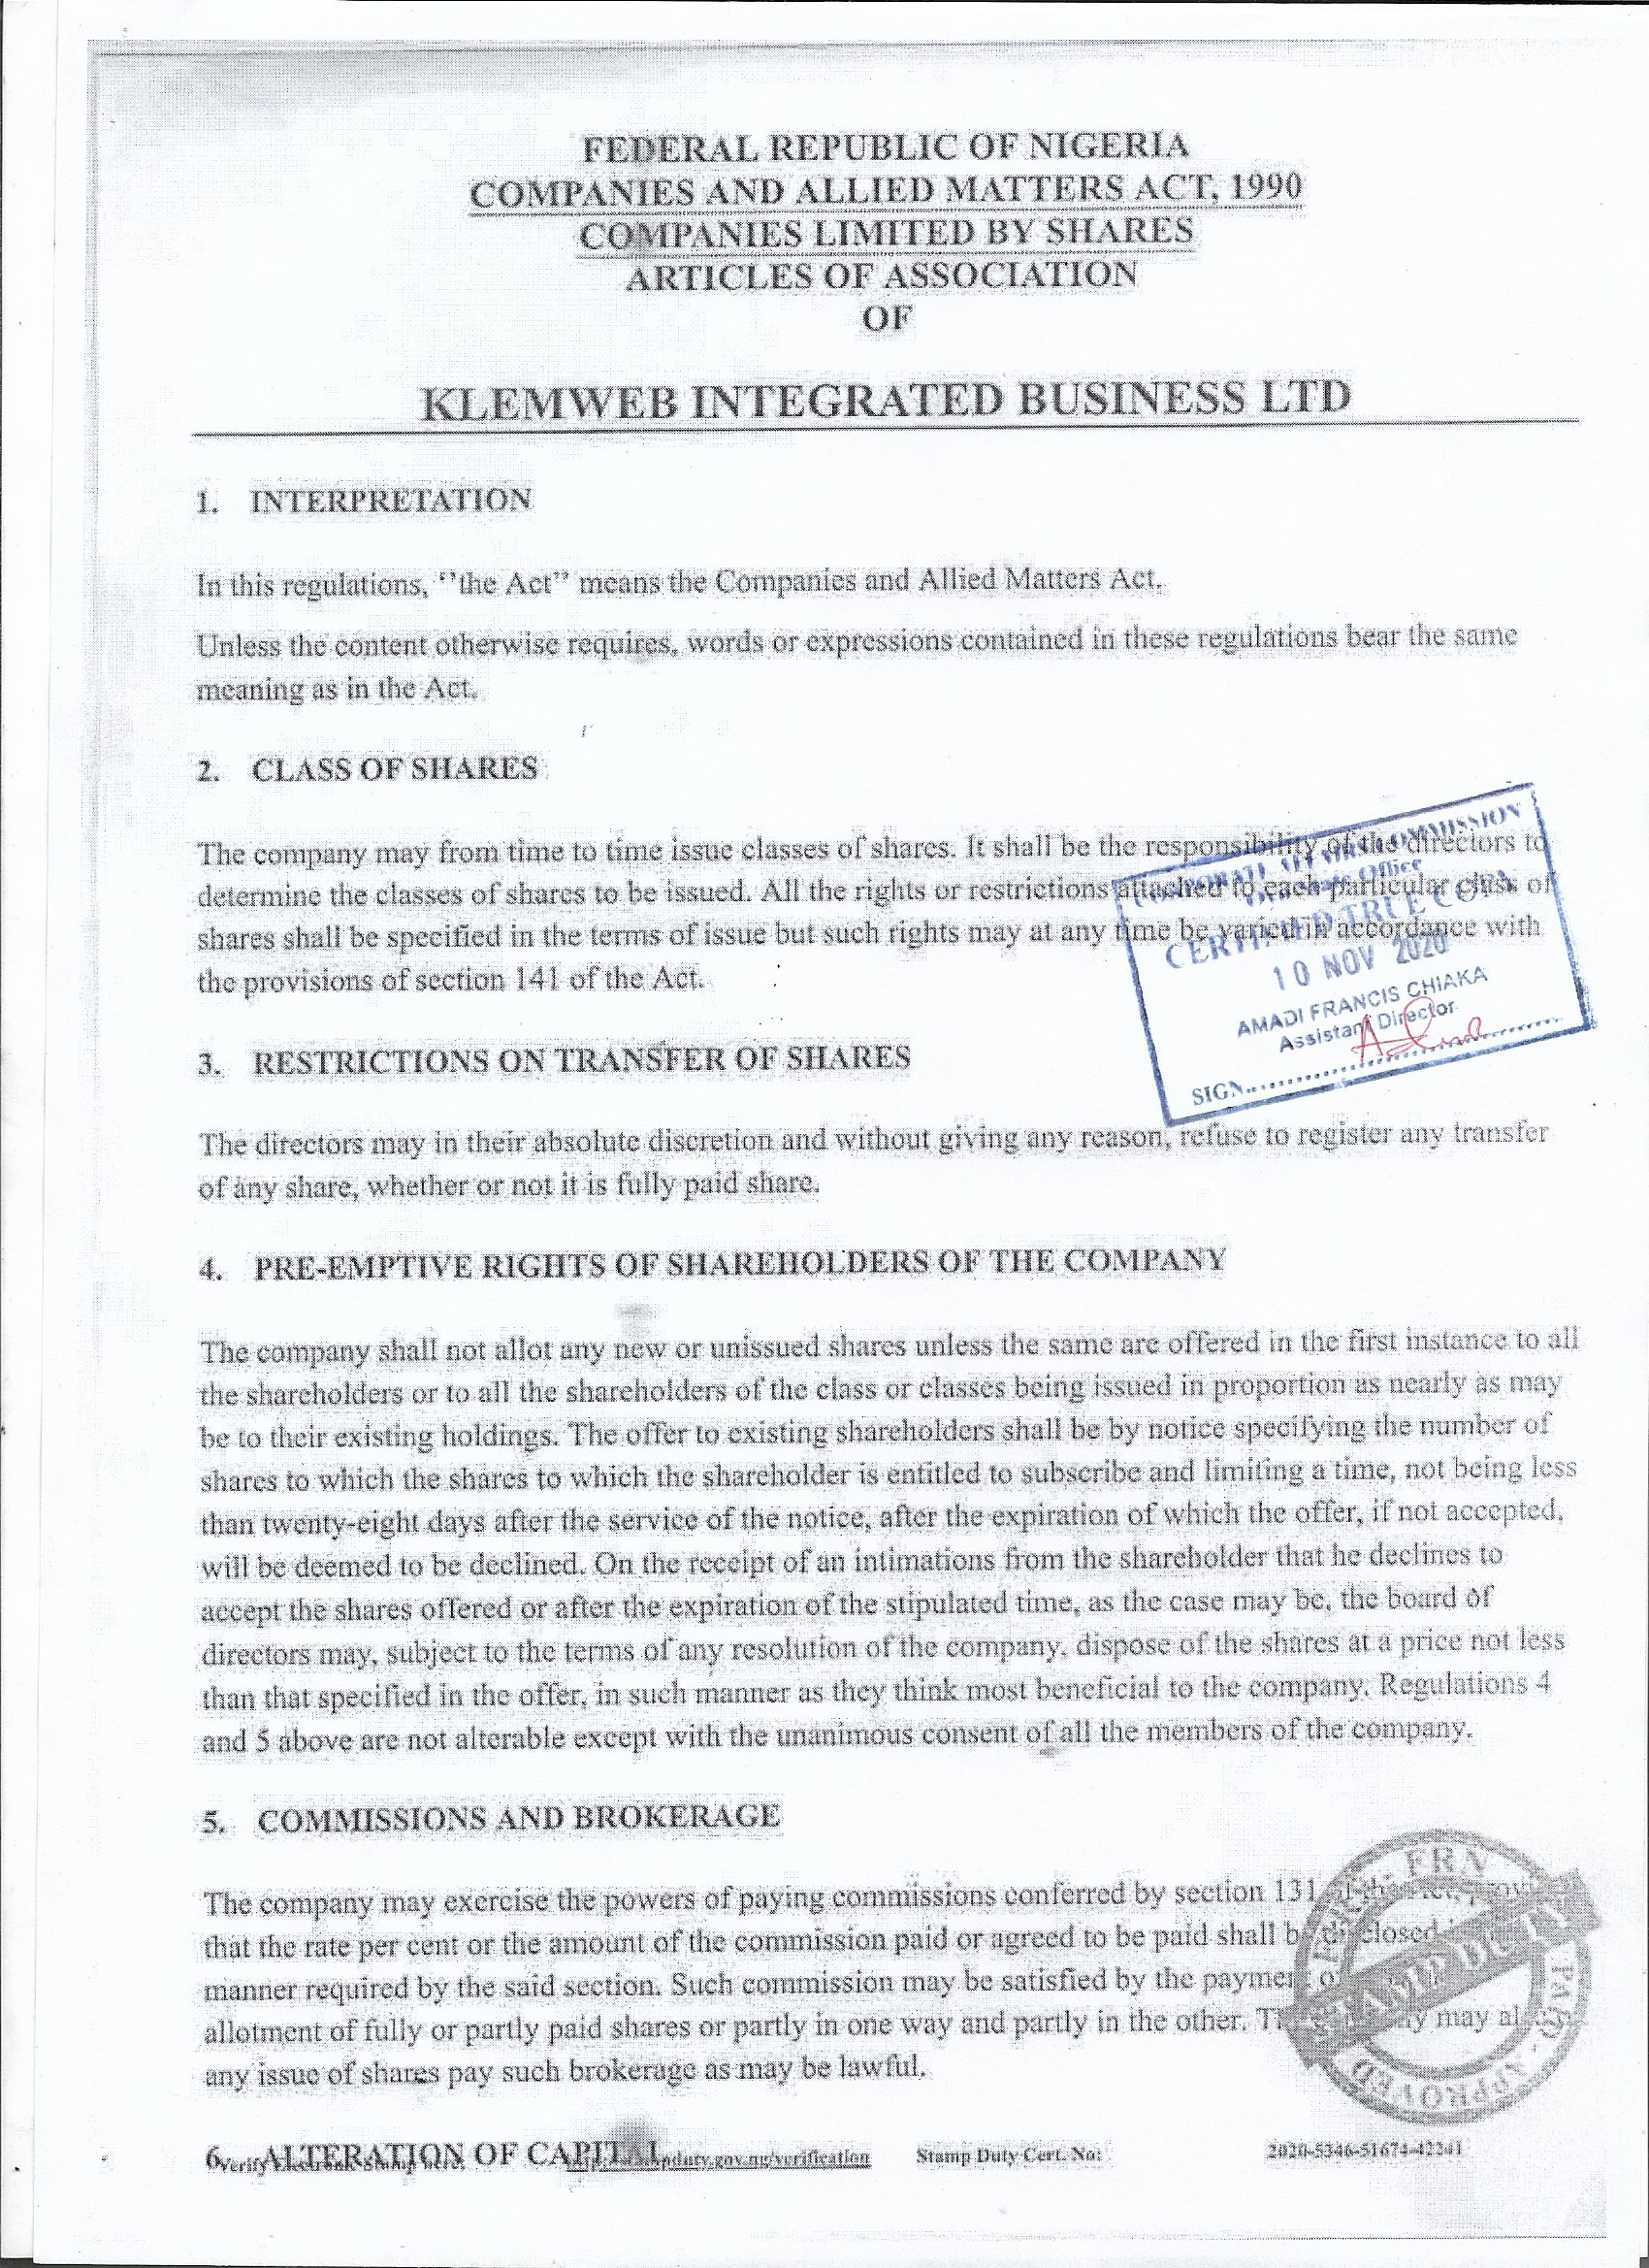 FEDERAL REPUBLIC OF NIGERIA
COMPANIES AND ALLIED MATTERS ACT, 1990
COMPANIES LIMITED BY SHARES
ARTICLES OF ASSOCIATION
OF
KLEMWEB INTEGRATED BUSINESS LTD
1. INTERPRETATION
In this regulations, ‘’the Act” means the Companies and Allied Matters Act.
Unless the content otherwise requires, words or expressions contained in these regulations bear the same
meaning as in the Act.
2. CLASS OF SHARES
The company may from time to time issue classes of shares. It shall be the responsibility of the directors to
determine the classes of shares to be issued. All the rights or restrictions attached to each particular class of
shares shall be specified in the terms of issue but such rights may at any time be varied in accordance with
the provisions of section 141 of the Act.
CORPORATE AFFAIRS COMMISSION
Office
CERTIFIED TRUE COPY
10 NOV 2020
AMADI FRANCIS CHIAKA
Assistant Director
SIGN
3. RESTRICTIONS ON TRANSFER OF SHARES
The directors may in their absolute discretion and without giving any reason, refuse to register any transfer
of any share, whether or not it is fully paid share.
4. PRE-EMPTIVE RIGHTS OF SHAREHOLDERS OF THE COMPANY
The company shall not allot any new or unissued shares unless the same are offered in the first instance to all
the shareholders or to all the shareholders of the class or classes being issued in proportion as nearly as may
be to their existing holdings. The offer to existing shareholders shall be by notice specifying the number of
shares to which the shares to which the shareholder is entitled to subscribe and limiting a time, not being less
than twenty-eight days after the service of the notice, after the expiration of which the offer, if not accepted,
will be deemed to be declined. On the receipt of an intimations from the shareholder that he declines to
accept the shares offered or after the expiration of the stipulated time, as the case may be, the board of
directors may, subject to the terms of any resolution of the company, dispose of the shares at a price not less
than that specified in the offer, in such manner as they think most beneficial to the company. Regulations 4
and 5 above are not alterable except with the unanimous consent of all the members of the company.
5. COMMISSIONS AND BROKERAGE
The company may exercise the powers of paying commissions conferred by section 131 of the Act,
that the rate per cent or the amount of the commission paid or agreed to be paid shall be disclosed
manner required by the said section. Such commission may be satisfied by the payment of
allotment of fully or partly paid shares or partly in one way and partly in the other. The may also
any issue of shares pay such brokerage as may be lawful.
FRN
STAMP DUTY
APPROVED
6. ALTERATION OF CAPITAL
Stamp Duty Cert. No: 2020-5346-51674-42241